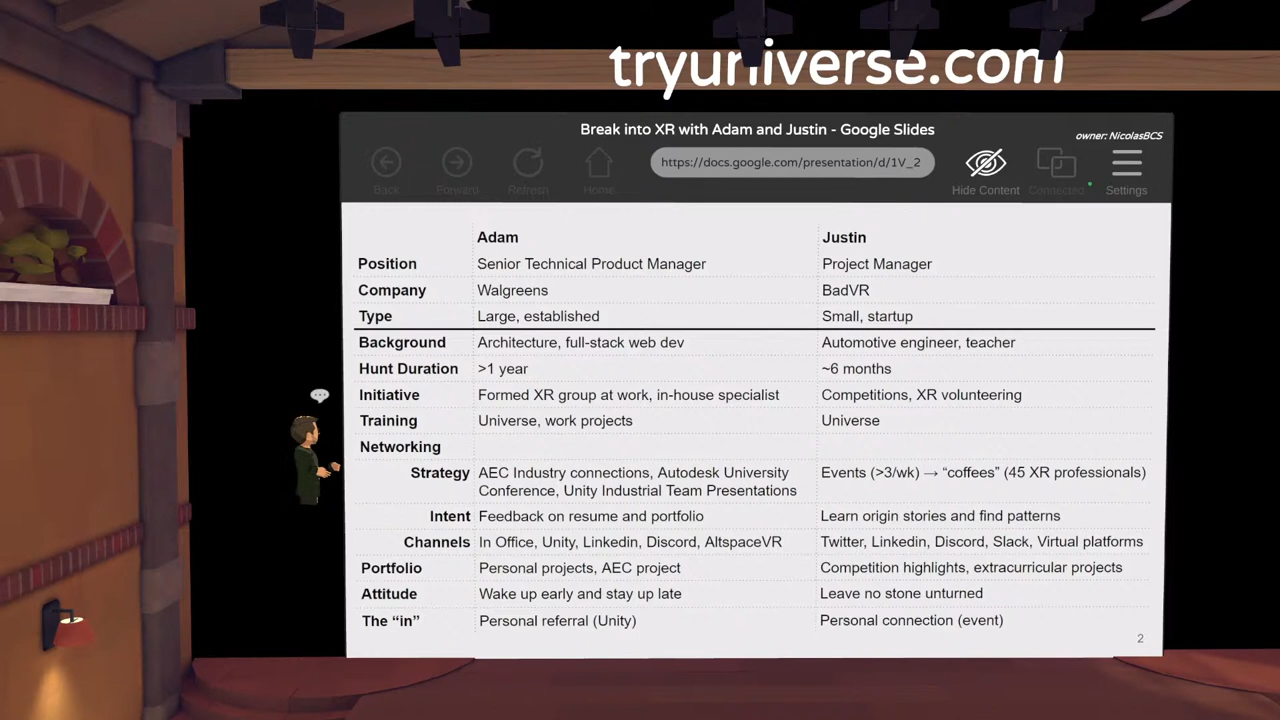 tryuniverse.com
Break into XR with Adam and Justin - Google Slides
owner: NicolasBCS
https://docs.google.com/presentation/d/1V_2
Back Forward Refresh Home Hide Content Connected Settings
Adam Justin
Position Senior Technical Product Manager Project Manager
Company Walgreens BadVR
Type Large, established Small, startup
Background Architecture, full-stack web dev Automotive engineer, teacher
Hunt Duration >1 year ~6 months
Initiative Formed XR group at work, in-house specialist Competitions, XR volunteering
Training Universe, work projects Universe
Networking
Strategy AEC Industry connections, Autodesk University Events (>3/wk) → “coffees” (45 XR professionals)
Conference, Unity Industrial Team Presentations
Intent Feedback on resume and portfolio Learn origin stories and find patterns
Channels In Office, Unity, Linkedin, Discord, AltspaceVR Twitter, Linkedin, Discord, Slack, Virtual platforms
Portfolio Personal projects, AEC project Competition highlights, extracurricular projects
Attitude Wake up early and stay up late Leave no stone unturned
The “in” Personal referral (Unity) Personal connection (event)
2